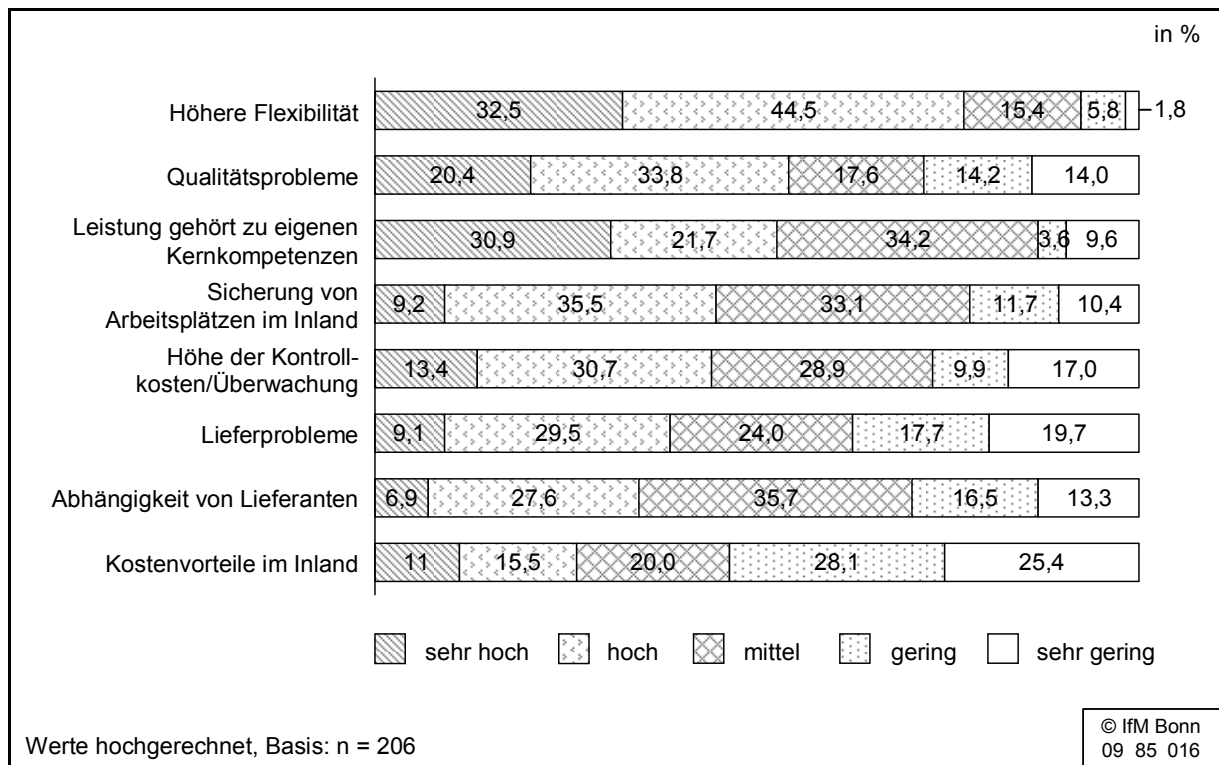 in %
Höhere Flexibilität 32,5 44,5 15,4 5,8 1,8
Qualitätsprobleme 20,4 33,8 17,6 14,2 14,0
Leistung gehört zu eigenen
Kernkompetenzen 30,9 21,7 34,2 3,6 9,6
Sicherung von
Arbeitsplätzen im Inland 9,2 35,5 33,1 11,7 10,4
Höhe der Kontroll-
kosten/Überwachung 13,4 30,7 28,9 9,9 17,0
Lieferprobleme 9,1 29,5 24,0 17,7 19,7
Abhängigkeit von Lieferanten 6,9 27,6 35,7 16,5 13,3
Kostenvorteile im Inland 11 15,5 20,0 28,1 25,4
sehr hoch hoch mittel gering sehr gering
Werte hochgerechnet, Basis: n = 206
© IfM Bonn
09 85 016